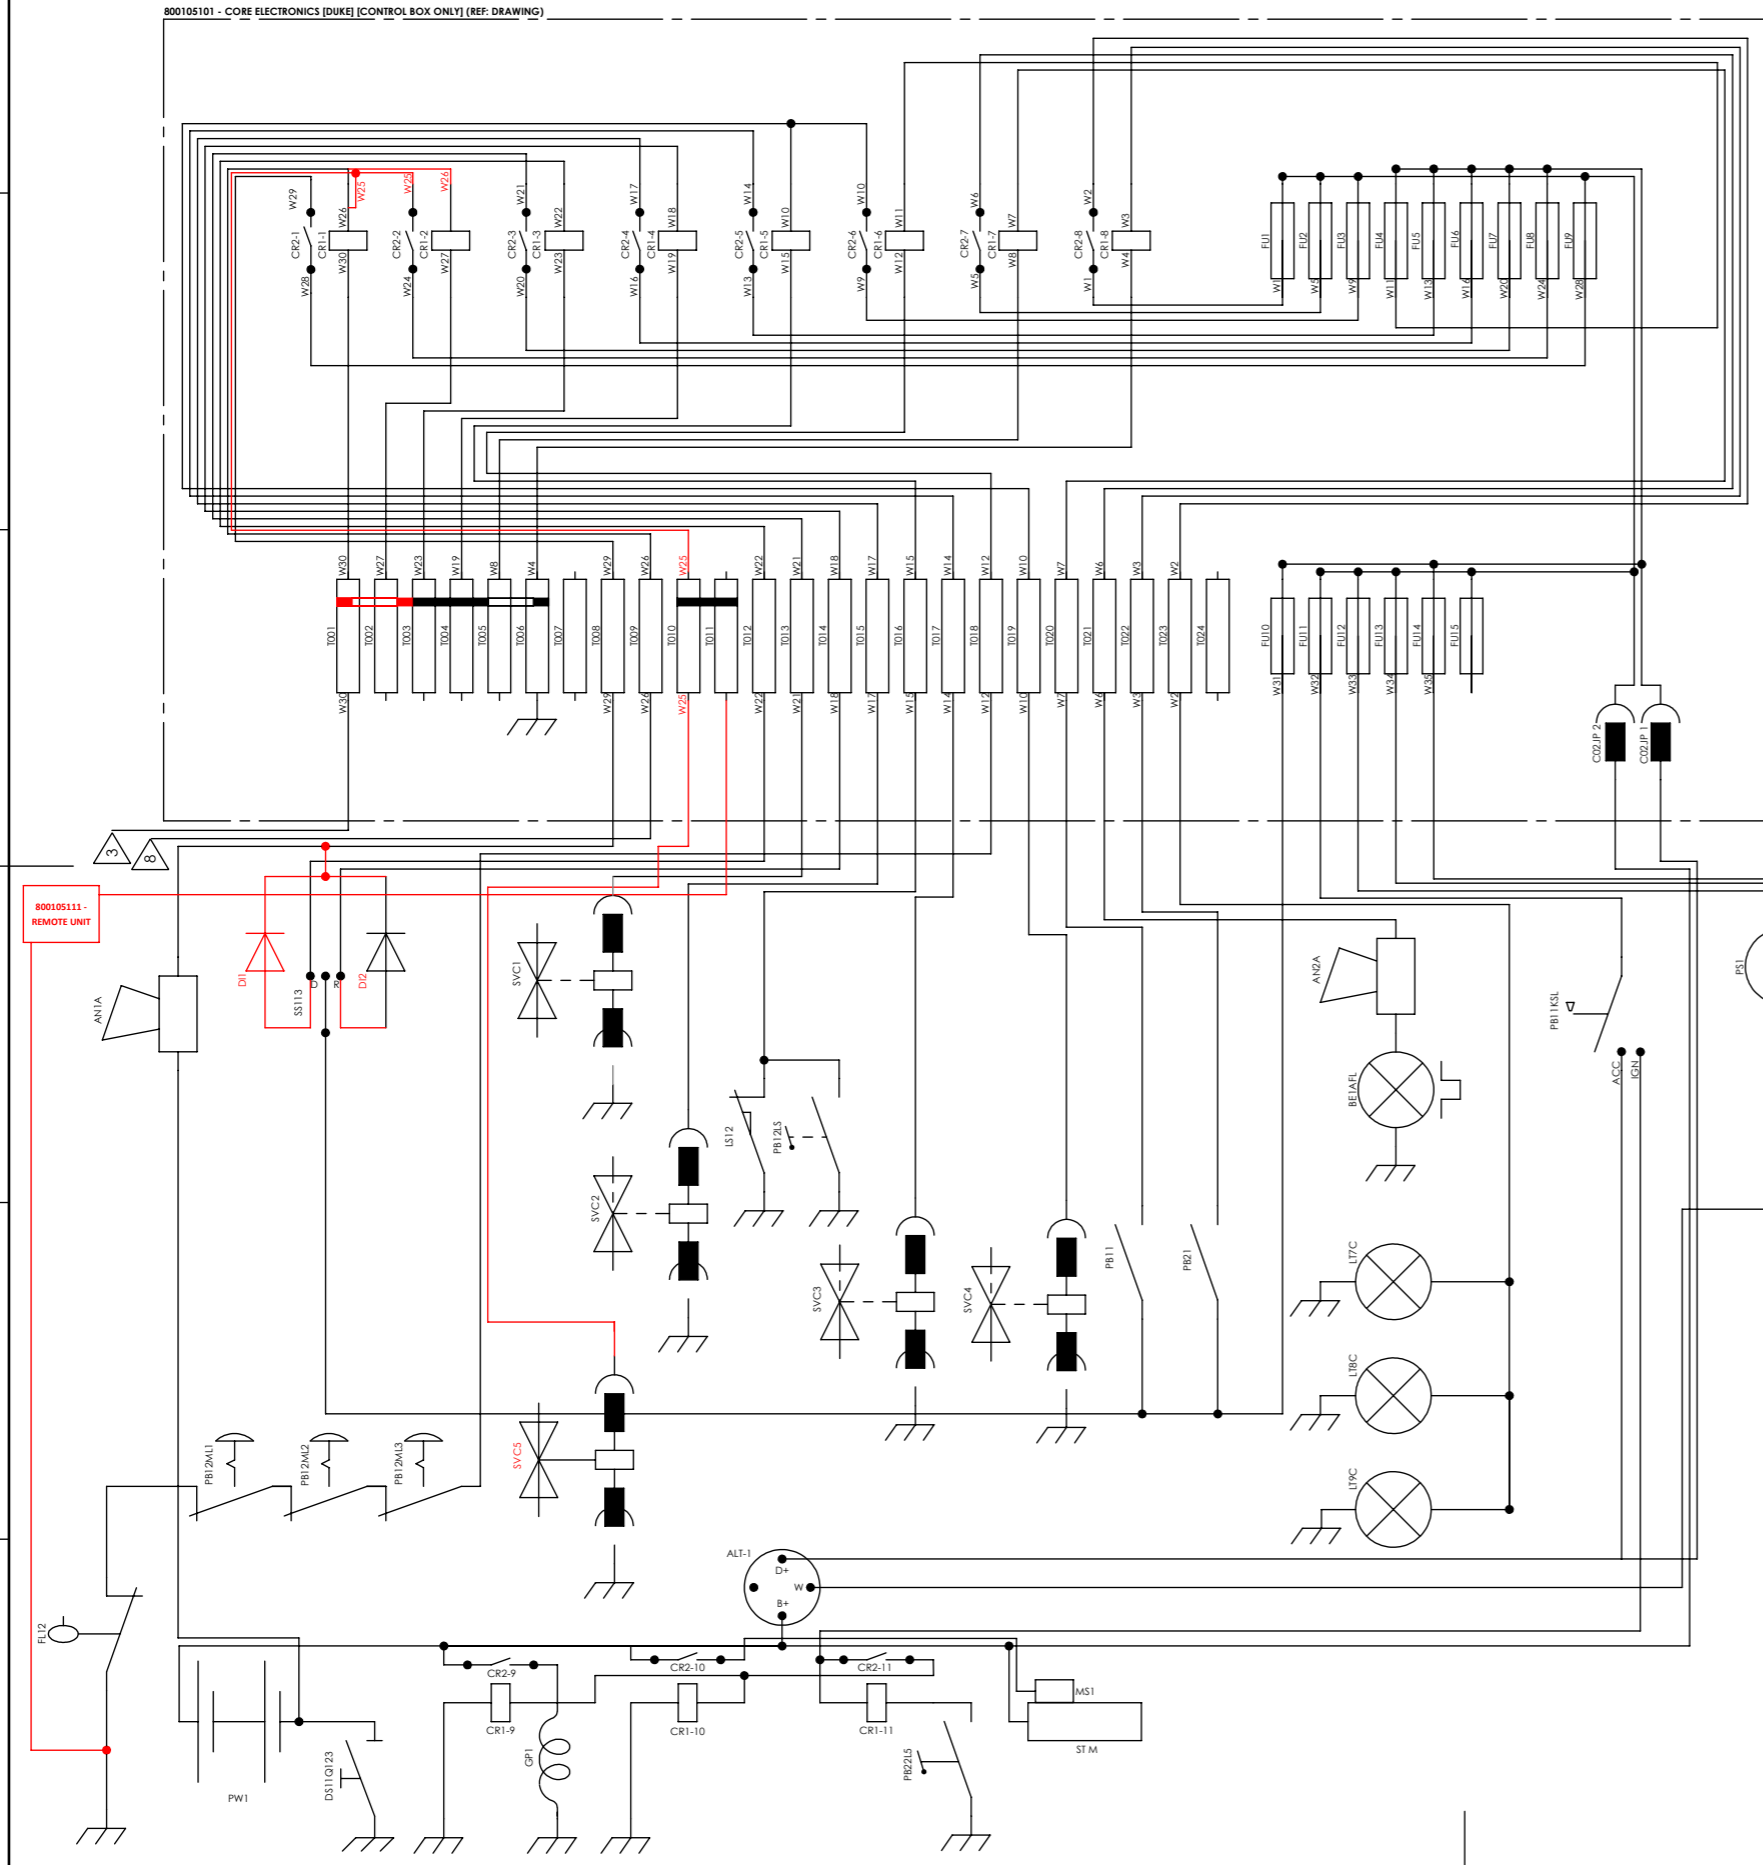 800105101 - CORE ELECTRONICS [DUKE] [CONTROL BOX ONLY] (REF: DRAWING)
W29
W26
W25
W25
W26
W21
W22
W17
W18
W14
W10
W10
W11
W6
W7
W2
W3
CR2-1
CR1-1
CR2-2
CR1-2
CR2-3
CR1-3
CR2-4
CR1-4
CR2-5
CR1-5
CR2-6
CR1-6
CR2-7
CR1-7
CR2-8
CR1-8
W28
W30
W24
W27
W20
W23
W16
W19
W13
W15
W9
W12
W5
W8
W1
W4
FU1
FU2
FU3
FU4
FU5
FU6
FU7
FU8
FU9
W1
W5
W9
W11
W13
W16
W20
W24
W28
W30
W27
W23
W19
W8
W4
W29
W26
W25
W22
W21
W18
W17
W15
W14
W12
W10
W7
W6
W3
W2
T001
T002
T003
T004
T005
T006
T007
T008
T009
T010
T011
T012
T013
T014
T015
T016
T017
T018
T019
T020
T021
T022
T023
T024
W30
W29
W26
W25
W22
W21
W18
W17
W15
W14
W12
W10
W7
W6
W3
W2
FU10
FU11
FU12
FU13
FU14
FU15
W31
W32
W33
W34
W35
C02JP 2
C02JP 1
3
8
800105111 -
REMOTE UNIT
AN1A
DI1
SS113
D
R
DI2
SVC1
AN2A
PS1
PB11KSL
ACC
IGN
BE1AFL
LS12
PB12LS
SVC2
SVC3
SVC4
PB11
PB21
LT7C
LT8C
LT9C
PB12ML1
PB12ML2
PB12ML3
SVC5
ALT-1
D+
W
B+
FL12
CR2-9
CR2-10
CR2-11
CR1-9
CR1-10
CR1-11
MS1
ST M
GP1
PB22LS
DS11Q123
PW1